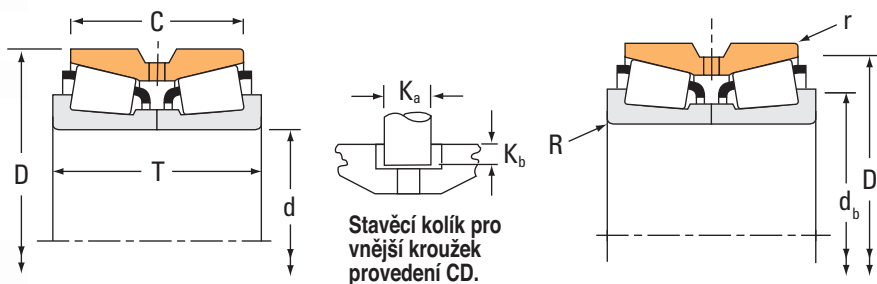 C
D
T
d
Ka
Kb
Stavěcí kolík pro
vnější kroužek
provedení CD.
r
R
D
db